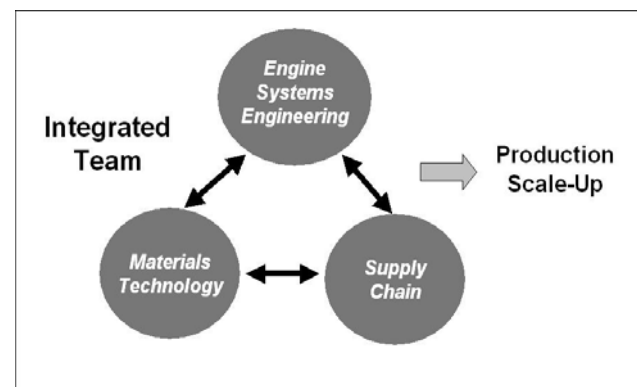 Engine
Systems
Engineering
Integrated
Team
Production
Scale-Up
Materials
Technology
Supply
Chain